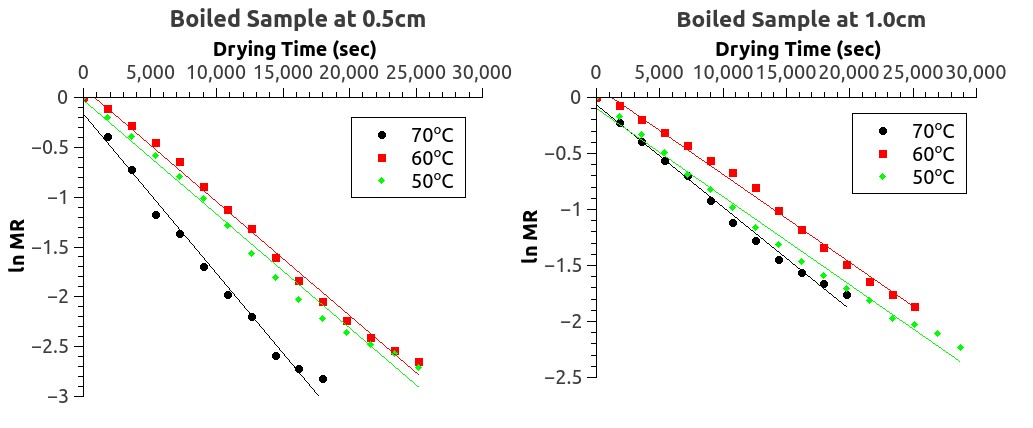 Boiled Sample at 0.5cm
Drying Time (sec)
0 5,000 10,000 15,000 20,000 25,000 30,000
0
−0.5
−1
−1.5
−2
−2.5
−3
ln MR
70°C
60°C
50°C
Boiled Sample at 1.0cm
Drying Time (sec)
0 5,000 10,000 15,000 20,000 25,000 30,000
0
−0.5
−1
−1.5
−2
−2.5
ln MR
70°C
60°C
50°C